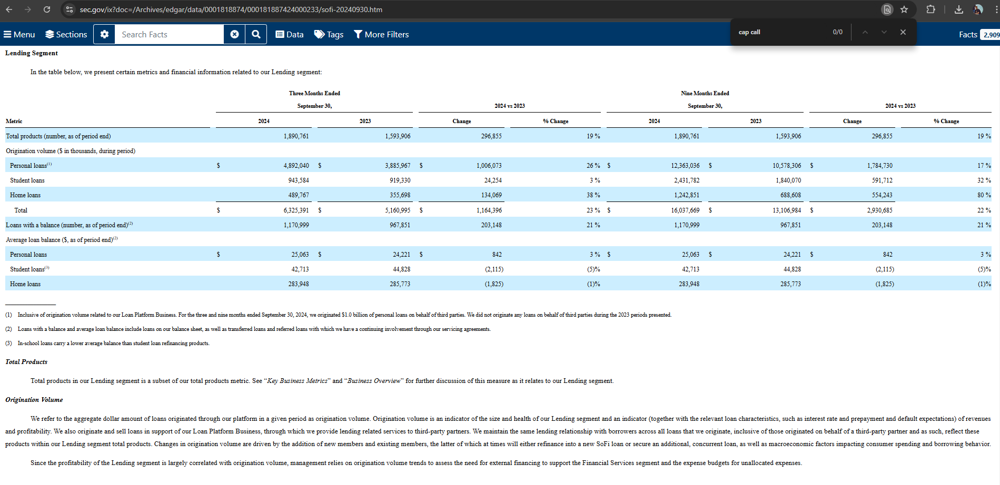 sec.gov/ix?doc=/Archives/edgar/data/0001818874/000181887424000233/sofi-20240930.htm
cap call 0/0
Menu Sections Search Facts Data Tags More Filters Facts 2,909
Lending Segment
In the table below, we present certain metrics and financial information related to our Lending segment:
Three Months Ended Nine Months Ended
September 30, 2024 vs 2023 September 30, 2024 vs 2023
Metric 2024 2023 Change % Change 2024 2023 Change % Change
Total products (number, as of period end) 1,890,761 1,593,906 296,855 19 % 1,890,761 1,593,906 296,855 19 %
Origination volume ($ in thousands, during period)
Personal loans(1) $ 4,892,040 $ 3,885,967 $ 1,006,073 26 % $ 12,363,036 $ 10,578,306 $ 1,784,730 17 %
Student loans 943,584 919,330 24,254 3 % 2,431,782 1,840,070 591,712 32 %
Home loans 489,767 355,698 134,069 38 % 1,242,851 688,608 554,243 80 %
Total $ 6,325,391 $ 5,160,995 $ 1,164,396 23 % $ 16,037,669 $ 13,106,984 $ 2,930,685 22 %
Loans with a balance (number, as of period end)(2) 1,170,999 967,851 203,148 21 % 1,170,999 967,851 203,148 21 %
Average loan balance ($, as of period end)(2)
Personal loans $ 25,063 $ 24,221 $ 842 3 % $ 25,063 $ 24,221 $ 842 3 %
Student loans(3) 42,713 44,828 (2,115) (5)% 42,713 44,828 (2,115) (5)%
Home loans 283,948 285,773 (1,825) (1)% 283,948 285,773 (1,825) (1)%
(1) Inclusive of origination volume related to our Loan Platform Business. For the three and nine months ended September 30, 2024, we originated $1.0 billion of personal loans on behalf of third parties. We did not originate any loans on behalf of third parties during the 2023 periods presented.
(2) Loans with a balance and average loan balance include loans on our balance sheet, as well as transferred loans and referred loans with which we have a continuing involvement through our servicing agreements.
(3) In-school loans carry a lower average balance than student loan refinancing products.
Total Products
Total products in our Lending segment is a subset of our total products metric. See “Key Business Metrics” and “Business Overview” for further discussion of this measure as it relates to our Lending segment.
Origination Volume
We refer to the aggregate dollar amount of loans originated through our platform in a given period as origination volume. Origination volume is an indicator of the size and health of our Lending segment and an indicator (together with the relevant loan characteristics, such as interest rate and prepayment and default expectations) of revenues
and profitability. We also originate and sell loans in support of our Loan Platform Business, through which we provide lending related services to third-party partners. We maintain the same lending relationship with borrowers across all loans that we originate, inclusive of those originated on behalf of a third-party partner and as such, reflect these
products within our Lending segment total products. Changes in origination volume are driven by the addition of new members and existing members, the latter of which at times will either refinance into a new SoFi loan or secure an additional, concurrent loan, as well as macroeconomic factors impacting consumer spending and borrowing behavior.
Since the profitability of the Lending segment is largely correlated with origination volume, management relies on origination volume trends to assess the need for external financing to support the Financial Services segment and the expense budgets for unallocated expenses.